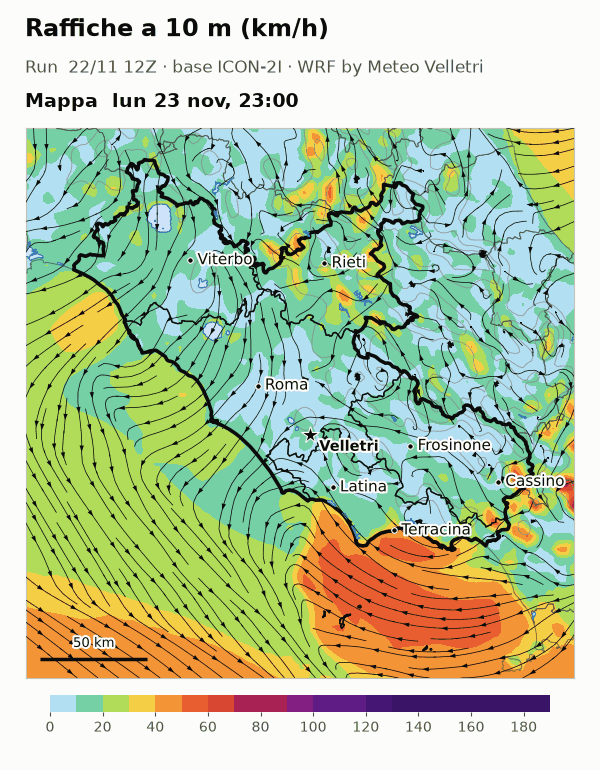 Raffiche a 10 m (km/h)
Run  22/11 12Z · base ICON-2I · WRF by Meteo Velletri
Mappa  lun 23 nov, 23:00
Viterbo
Rieti
Roma
Velletri
Frosinone
Cassino
Latina
Terracina
50 km
0 20 40 60 80 100 120 140 160 180